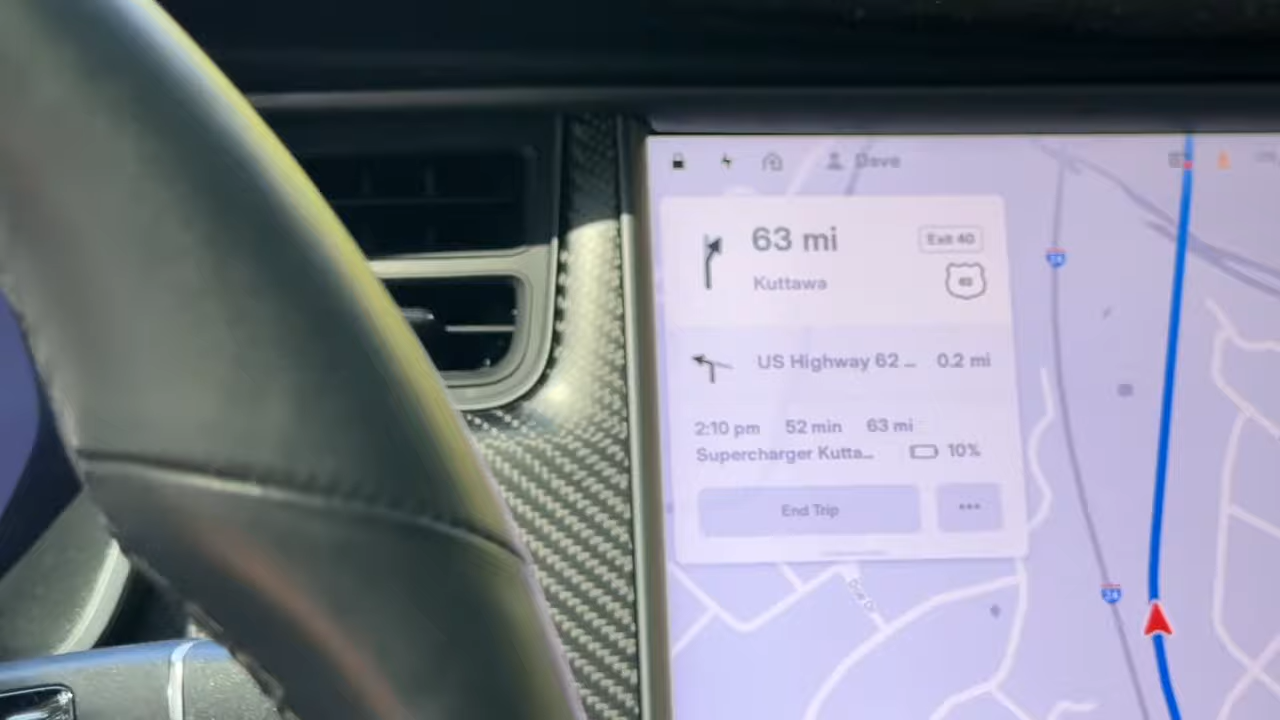 Dave
63 mi
Exit 40
Kuttawa
US Highway 62 ... 0.2 mi
2:10 pm 52 min 63 mi
Supercharger Kutta... 10%
End Trip
24
24